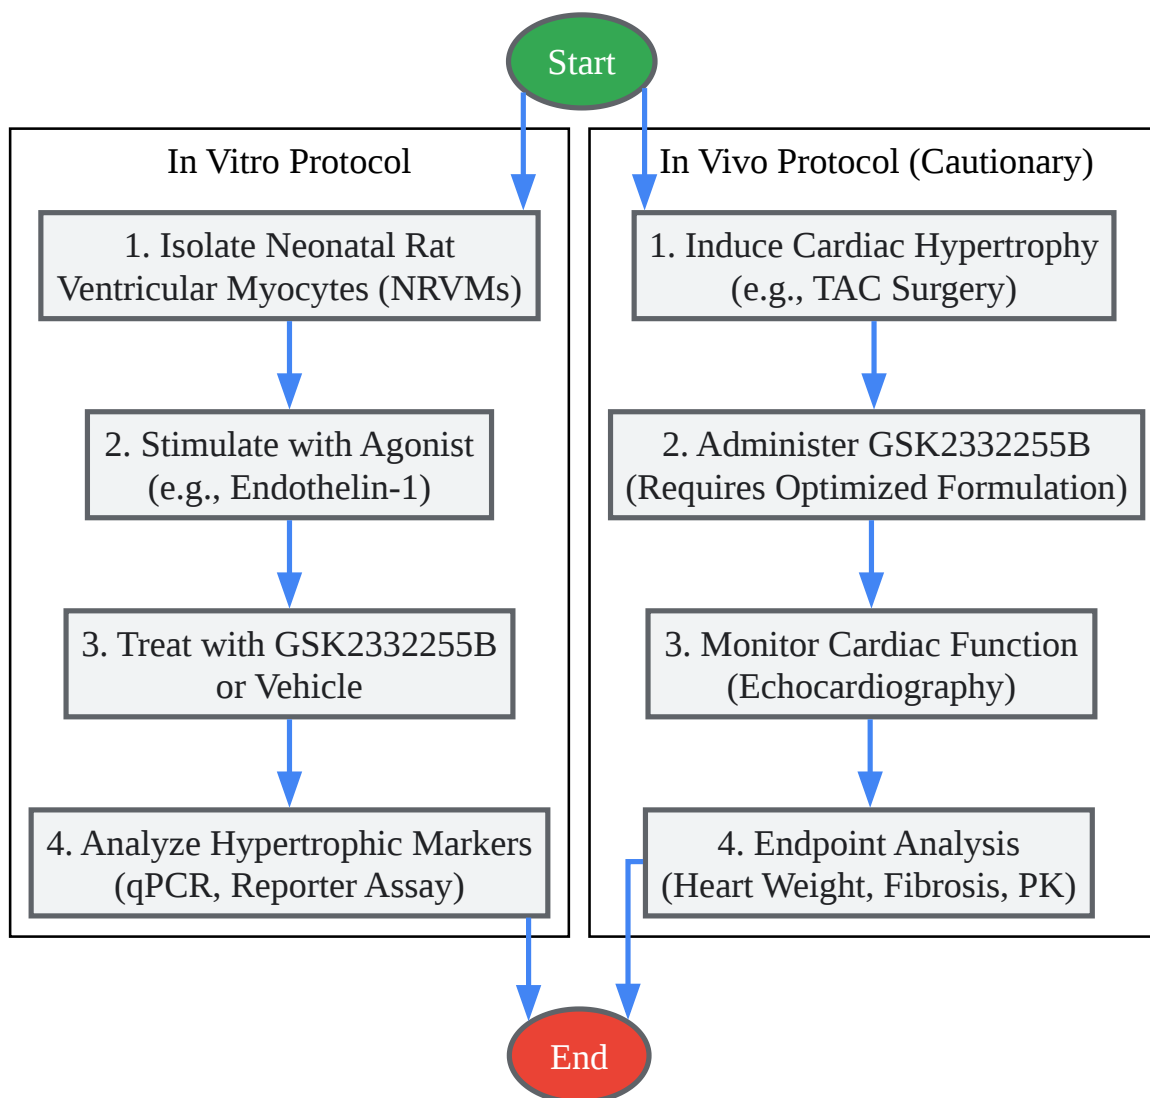 Start
In Vitro Protocol
1. Isolate Neonatal Rat
Ventricular Myocytes (NRVMs)
2. Stimulate with Agonist
(e.g., Endothelin-1)
3. Treat with GSK2332255B
or Vehicle
4. Analyze Hypertrophic Markers
(qPCR, Reporter Assay)
In Vivo Protocol (Cautionary)
1. Induce Cardiac Hypertrophy
(e.g., TAC Surgery)
2. Administer GSK2332255B
(Requires Optimized Formulation)
3. Monitor Cardiac Function
(Echocardiography)
4. Endpoint Analysis
(Heart Weight, Fibrosis, PK)
End